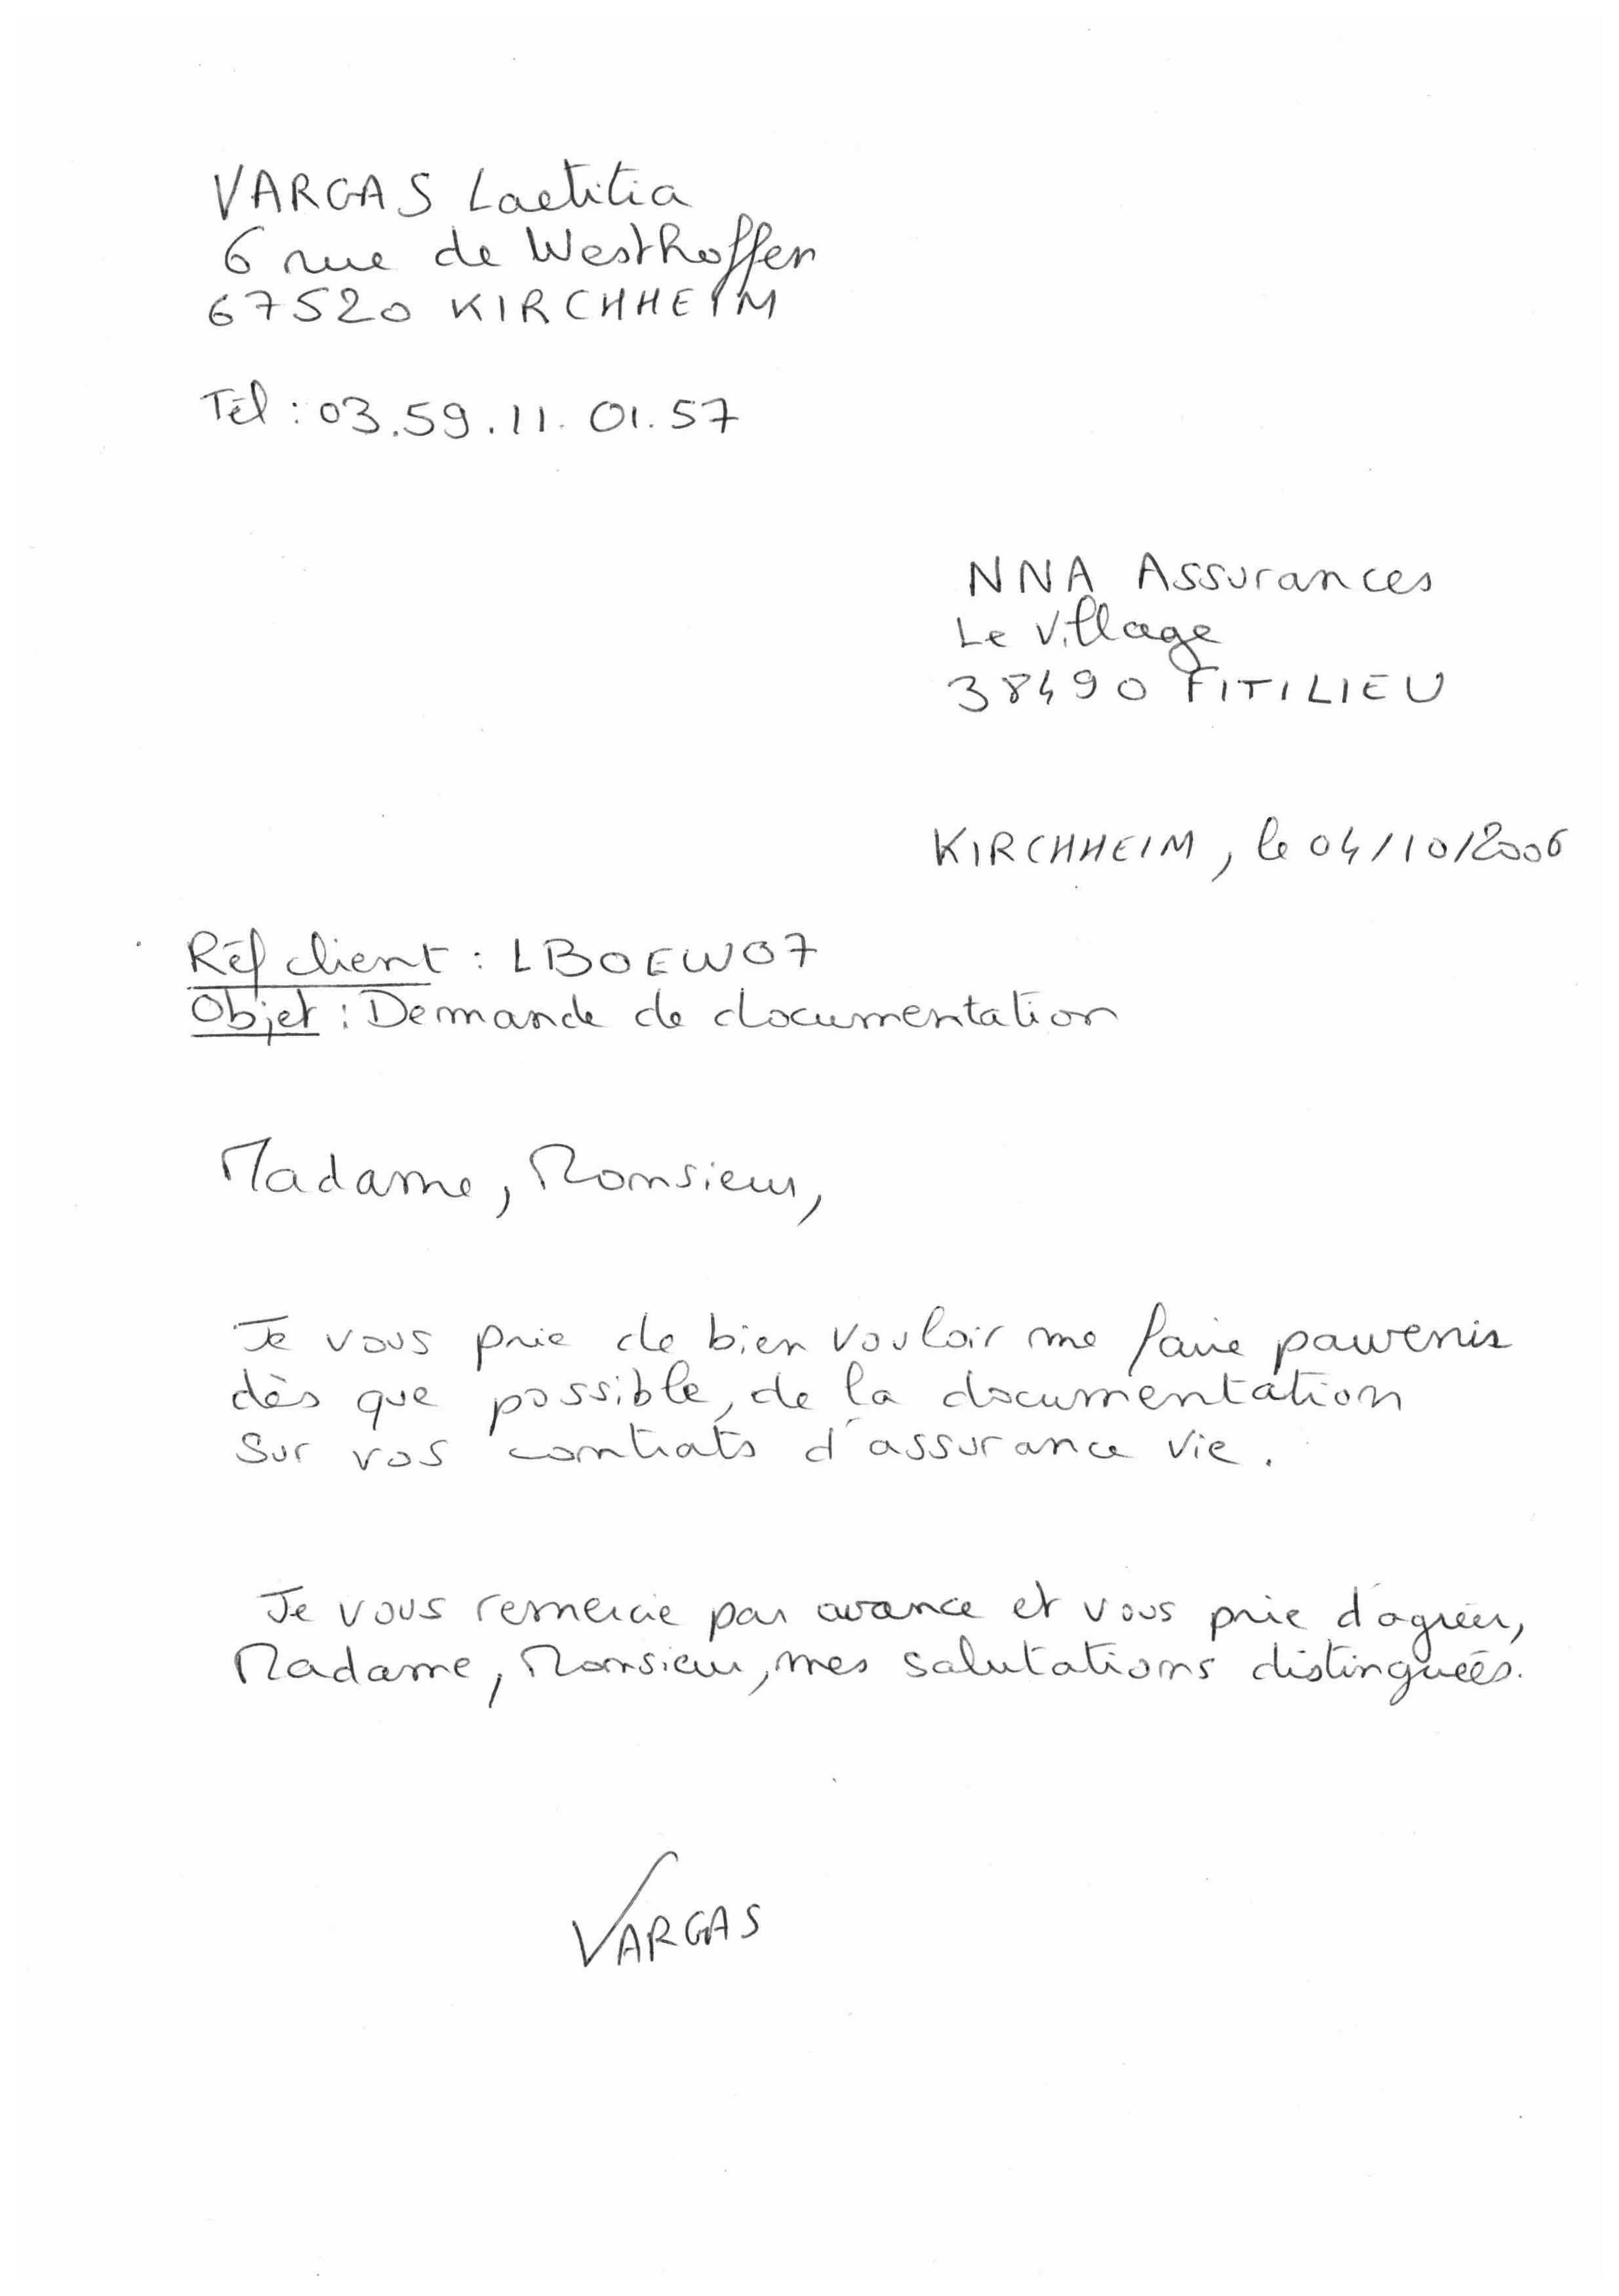 VARGAS Laetitia
6 rue de Westhoffen
67520 KIRCHHEIM
Tél : 03.59.11.01.57
NNA Assurances
Le Village
38490 FITILIEU
KIRCHHEIM, le 04/10/2006
Réf client : LBOEW07
Objet : Demande de documentation
Madame, Monsieur,
Je vous prie de bien vouloir me faire parvenir
dès que possible, de la documentation
sur vos contrats d'assurance vie.
Je vous remercie par avance et vous prie d'agréer,
Madame, Monsieur, mes salutations distinguées.
VARGAS